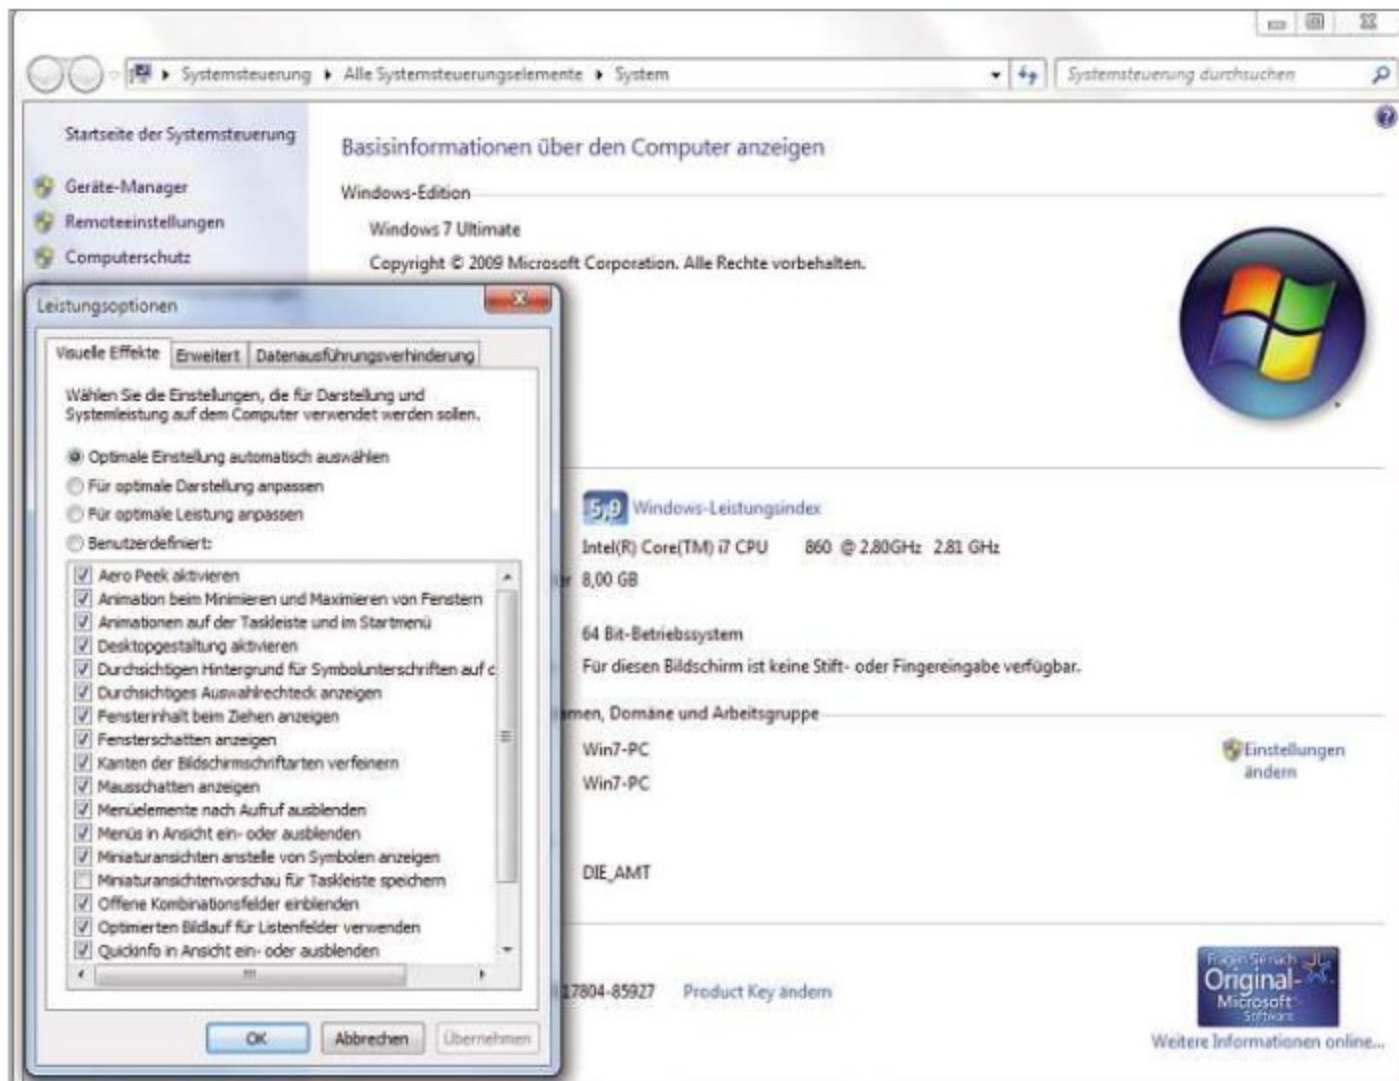 Systemsteuerung ▸ Alle Systemsteuerungselemente ▸ System
Systemsteuerung durchsuchen
Startseite der Systemsteuerung
Geräte-Manager
Remoteeinstellungen
Computerschutz
Basisinformationen über den Computer anzeigen
Windows-Edition
Windows 7 Ultimate
Copyright © 2009 Microsoft Corporation. Alle Rechte vorbehalten.
Leistungsoptionen
Visuelle Effekte
Erweitert
Datenausführungsverhinderung
Wählen Sie die Einstellungen, die für Darstellung und
Systemleistung auf dem Computer verwendet werden sollen.
Optimale Einstellung automatisch auswählen
Für optimale Darstellung anpassen
Für optimale Leistung anpassen
Benutzerdefiniert:
Aero Peek aktivieren
Animation beim Minimieren und Maximieren von Fenstern
Animationen auf der Taskleiste und im Startmenü
Desktopgestaltung aktivieren
Durchsichtigen Hintergrund für Symbolunterschriften auf
Durchsichtiges Auswahlrechteck anzeigen
Fensterinhalt beim Ziehen anzeigen
Fensterschatten anzeigen
Kanten der Bildschirmschriftarten verfeinern
Mausschatten anzeigen
Menüelemente nach Aufruf ausblenden
Menüs in Ansicht ein- oder ausblenden
Miniaturansichten anstelle von Symbolen anzeigen
Miniaturansichtenvorschau für Taskleiste speichern
Offene Kombinationsfelder einblenden
Optimierten Bildlauf für Listenfelder verwenden
Quickinfo in Ansicht ein- oder ausblenden
OK
Abbrechen
Übernehmen
5,9 Windows-Leistungsindex
Intel(R) Core(TM) i7 CPU 860 @ 2.80GHz 2.81 GHz
8,00 GB
64 Bit-Betriebssystem
Für diesen Bildschirm ist keine Stift- oder Fingereingabe verfügbar.
amen, Domäne und Arbeitsgruppe
Win7-PC
Einstellungen
ändern
Win7-PC
DIE_AMT
17804-85927
Product Key ändern
Fragen Sie nach
Original-
Microsoft
Software
Weitere Informationen online...